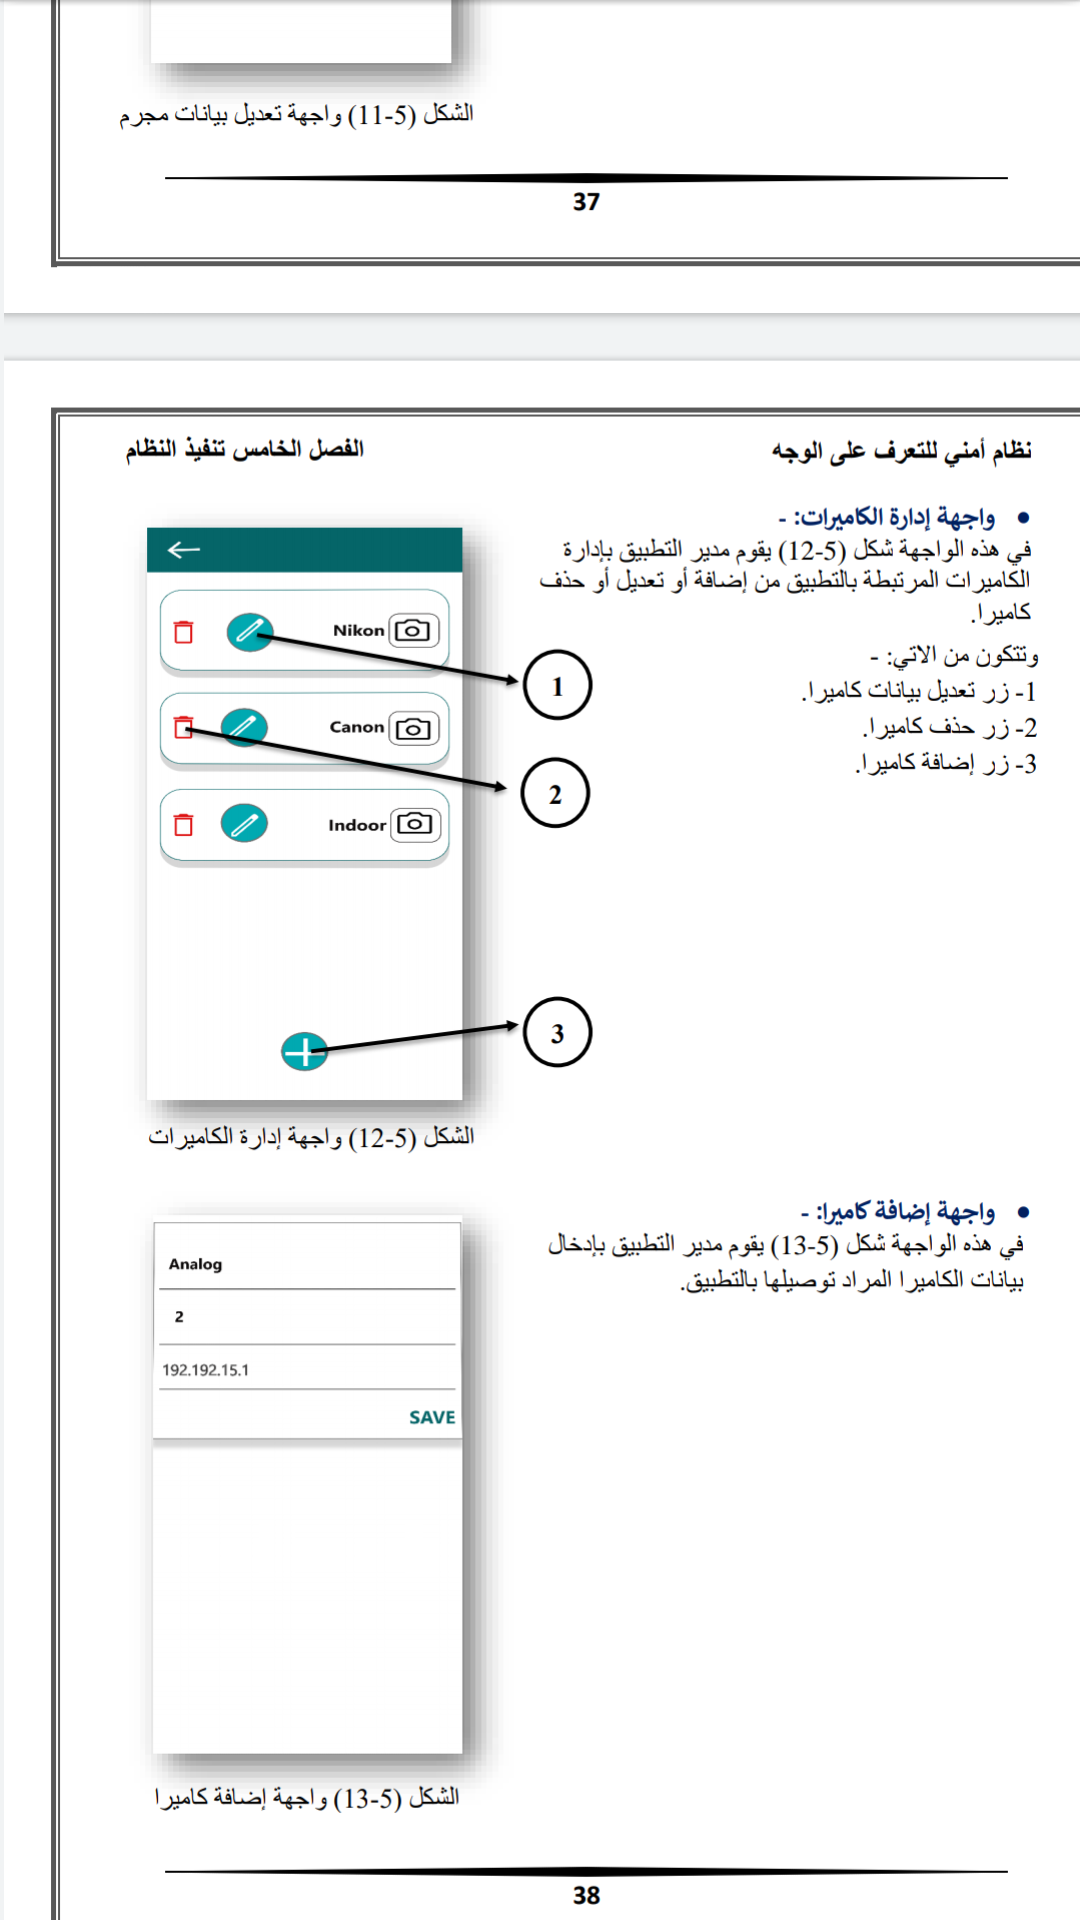 الشكل (5-11) واجهة تعديل بيانات مجرم
37
نظام أمني للتعرف على الوجه
الفصل الخامس تنفيذ النظام
• واجهة إدارة الكاميرات: -
في هذه الواجهة شكل (5-12) يقوم مدير التطبيق بإدارة
الكاميرات المرتبطة بالتطبيق من إضافة أو تعديل أو حذف
كاميرا.
وتتكون من الاتي: -
1- زر تعديل بيانات كاميرا.
2- زر حذف كاميرا.
3- زر إضافة كاميرا.
Nikon
1
Canon
2
Indoor
3
الشكل (5-12) واجهة إدارة الكاميرات
• واجهة إضافة كاميرا: -
في هذه الواجهة شكل (5-13) يقوم مدير التطبيق بإدخال
بيانات الكاميرا المراد توصيلها بالتطبيق.
Analog
2
192.192.15.1
SAVE
الشكل (5-13) واجهة إضافة كاميرا
38